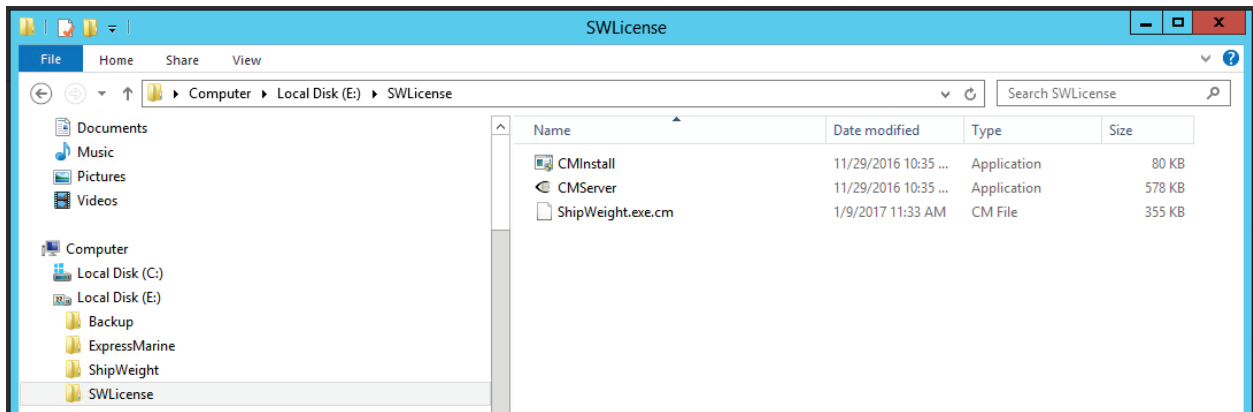 SWLicense
File Home Share View
Computer Local Disk (E:) SWLicense Search SWLicense
Documents
Music
Pictures
Videos
Computer
Local Disk (C:)
Local Disk (E:)
Backup
ExpressMarine
ShipWeight
SWLicense
Name Date modified Type Size
CMInstall 11/29/2016 10:35 ... Application 80 KB
CMServer 11/29/2016 10:35 ... Application 578 KB
ShipWeight.exe.cm 1/9/2017 11:33 AM CM File 355 KB